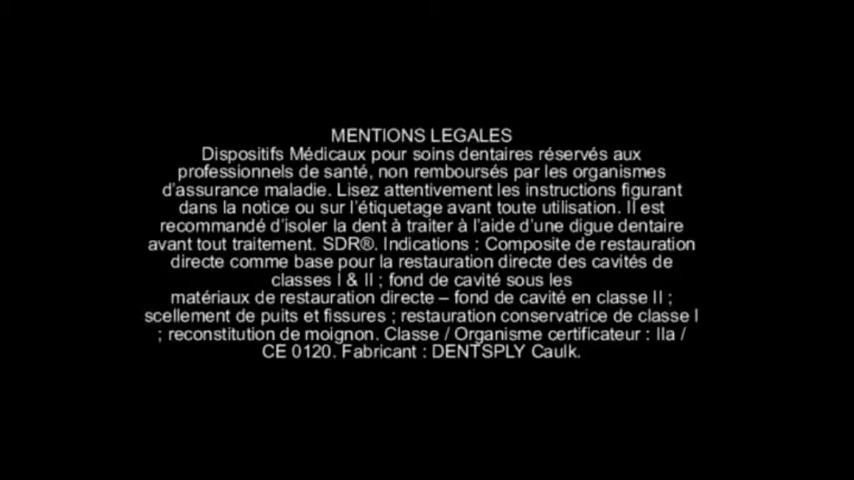 MENTIONS LEGALES
Dispositifs Médicaux pour soins dentaires réservés aux
professionnels de santé, non remboursés par les organismes
d'assurance maladie. Lisez attentivement les instructions figurant
dans la notice ou sur l'étiquetage avant toute utilisation. Il est
recommandé d'isoler la dent à traiter à l'aide d'une digue dentaire
avant tout traitement. SDR®. Indications : Composite de restauration
directe comme base pour la restauration directe des cavités de
classes I & II ; fond de cavité sous les
matériaux de restauration directe – fond de cavité en classe II ;
scellement de puits et fissures ; restauration conservatrice de classe I
; reconstitution de moignon. Classe / Organisme certificateur : IIa /
CE 0120. Fabricant : DENTSPLY Caulk.